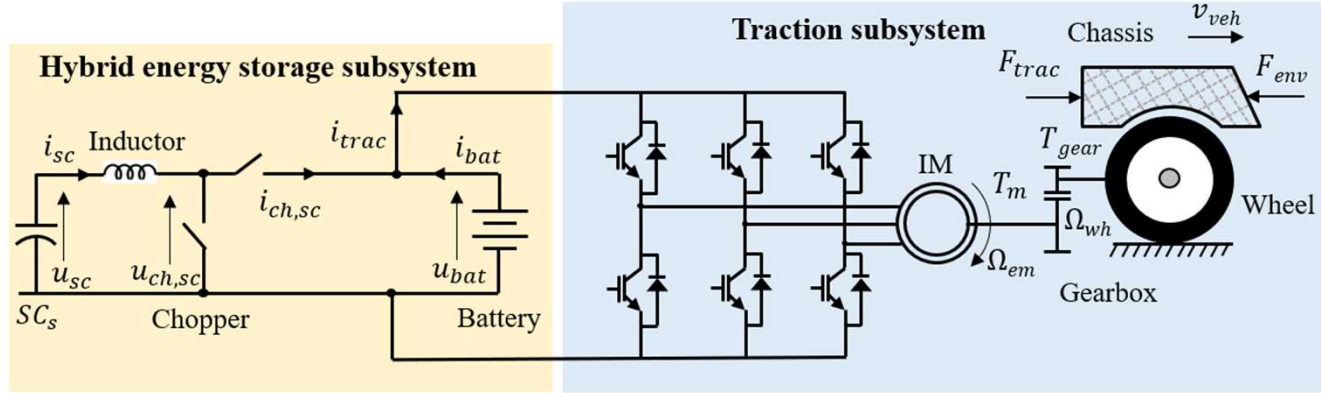 Hybrid energy storage subsystem
Traction subsystem
v_veh
Chassis
F_trac
F_env
i_sc
Inductor
i_trac
i_bat
i_ch,sc
u_sc
u_ch,sc
u_bat
SC_s
Chopper
Battery
IM
T_m
T_gear
Ω_em
Ω_wh
Wheel
Gearbox